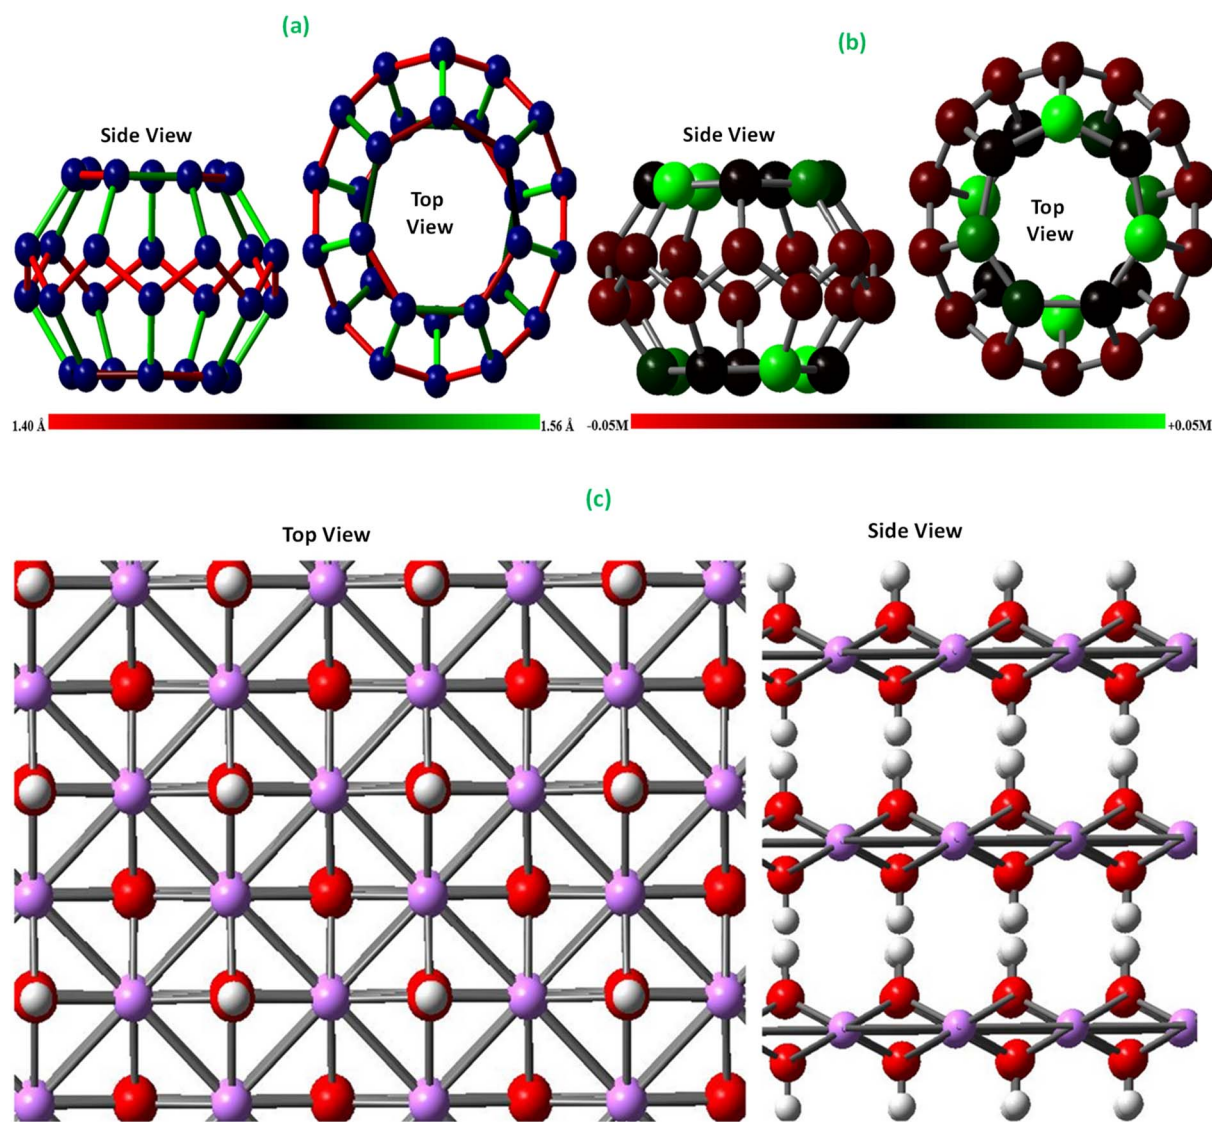 (a)
(b)
Side View
Top
View
Side View
Top
View
1.40 Å
1.56 Å
-0.05M
+0.05M
(c)
Top View
Side View